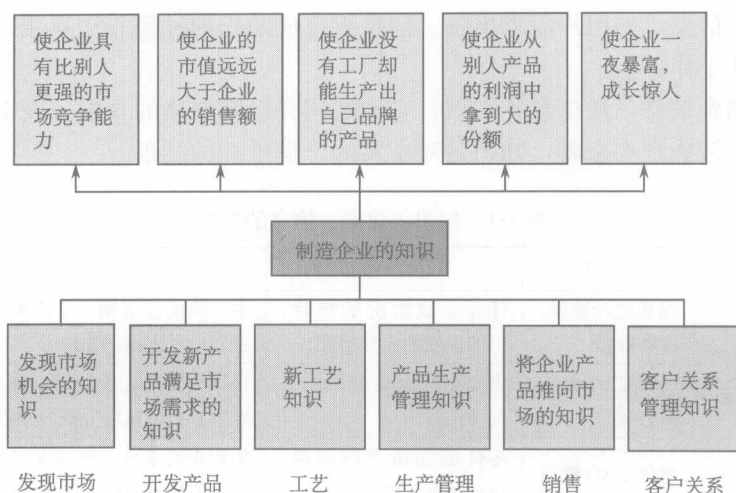 使企业具
有比别人
更强的市
场竞争能
力
使企业的
市值远远
大于企业
的销售额
使企业没
有工厂却
能生产出
自己品牌
的产品
使企业从
别人产品
的利润中
拿到大的
份额
使企业一
夜暴富，
成长惊人
制造企业的知识
发现市场
机会的知
识
开发新产
品满足市
场需求的
知识
新工艺
知识
产品生产
管理知识
将企业产
品推向市
场的知识
客户关系
管理知识
发现市场
开发产品
工艺
生产管理
销售
客户关系